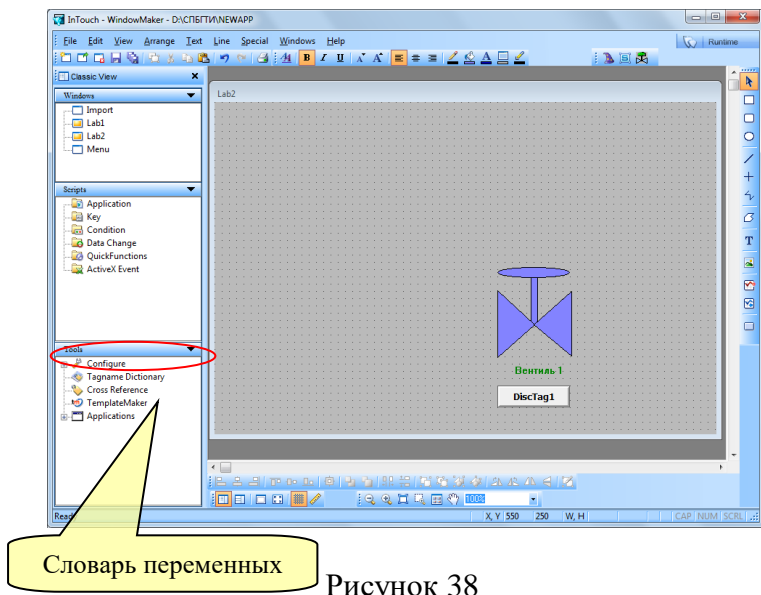 InTouch - WindowMaker - D:\СПБГТИ\NEWAPP
File Edit View Arrange Text Line Special Windows Help
Runtime
Classic View
Windows
Import
Lab1
Lab2
Menu
Scripts
Application
Key
Condition
Data Change
QuickFunctions
ActiveX Event
Tools
Configure
Tagname Dictionary
Cross Reference
TemplateMaker
Applications
Lab2
Вентиль 1
DiscTag1
100%
X, Y 550 250 W, H CAP NUM SCRL
Словарь переменных
Рисунок 38